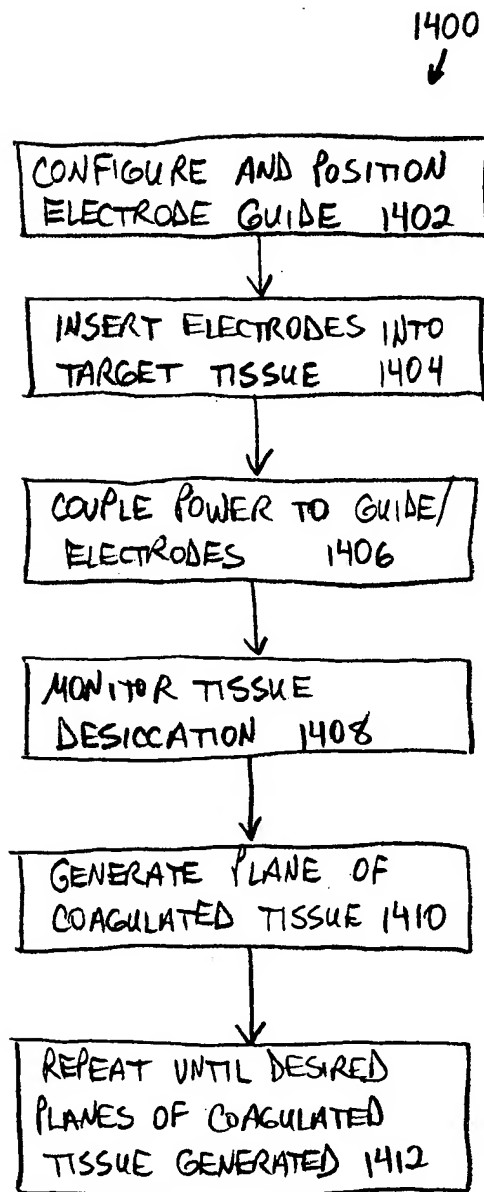 1400
CONFIGURE AND POSITION
ELECTRODE GUIDE 1402
INSERT ELECTRODES INTO
TARGET TISSUE 1404
COUPLE POWER TO GUIDE/
ELECTRODES 1406
MONITOR TISSUE
DESICCATION 1408
GENERATE PLANE OF
COAGULATED TISSUE 1410
REPEAT UNTIL DESIRED
PLANES OF COAGULATED
TISSUE GENERATED 1412